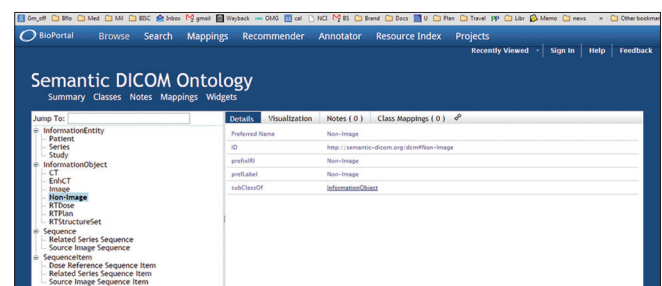 Gm_off Bflo Med Mil BISC Inbox gmail Wayback OMG cal NCI BS Brand Docs U Plan Travel PP Libr Memo news » Other bookmar
BioPortal Browse Search Mappings Recommender Annotator Resource Index Projects
Recently Viewed Sign In Help Feedback
Semantic DICOM Ontology
Summary Classes Notes Mappings Widgets
Jump To:
Details Visualization Notes ( 0 ) Class Mappings ( 0 )
InformationEntity
Patient
Series
Study
InformationObject
CT
EnhCT
Image
Non-Image
RTDose
RTPlan
RTStructureSet
Sequence
Related Series Sequence
Source Image Sequence
SequenceItem
Dose Reference Sequence Item
Related Series Sequence Item
Source Image Sequence Item
Preferred Name Non-Image
ID http://semantic-dicom.org/dcm#Non-Image
prefixIRI Non-Image
prefLabel Non-Image
subClassOf InformationObject